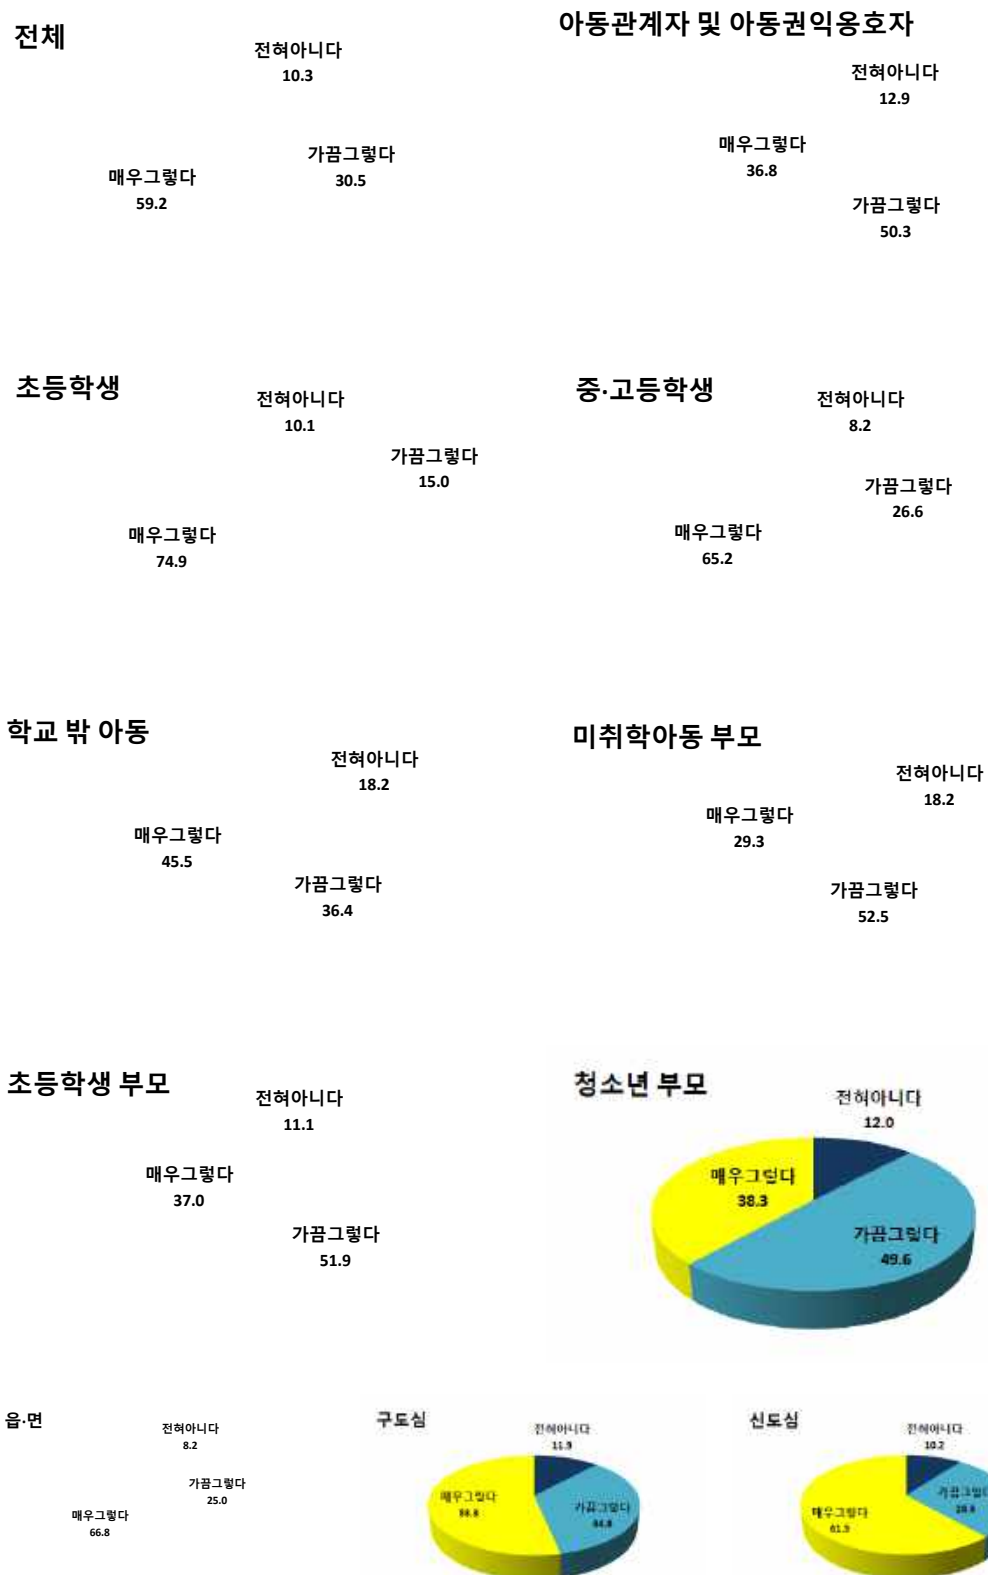 전체
전혀아니다
10.3
가끔그렇다
30.5
매우그렇다
59.2
아동관계자 및 아동권익옹호자
전혀아니다
12.9
매우그렇다
36.8
가끔그렇다
50.3
초등학생
전혀아니다
10.1
가끔그렇다
15.0
매우그렇다
74.9
중·고등학생
전혀아니다
8.2
가끔그렇다
26.6
매우그렇다
65.2
학교 밖 아동
전혀아니다
18.2
매우그렇다
45.5
가끔그렇다
36.4
미취학아동 부모
전혀아니다
18.2
매우그렇다
29.3
가끔그렇다
52.5
초등학생 부모
전혀아니다
11.1
매우그렇다
37.0
가끔그렇다
51.9
청소년 부모
전혀아니다
12.0
매우그렇다
38.3
가끔그렇다
49.6
읍·면
전혀아니다
8.2
가끔그렇다
25.0
매우그렇다
66.8
구도심
전혀아니다
11.9
매우그렇다
가끔그렇다
신도심
전혀아니다
10.2
가끔그렇다
매우그렇다